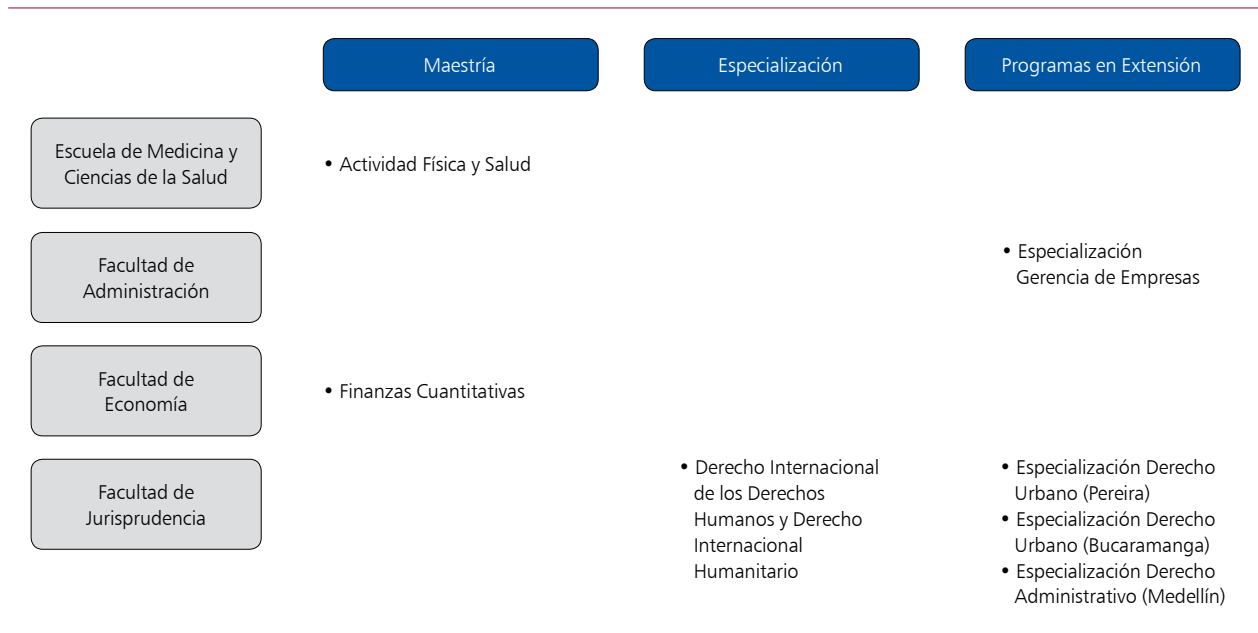 Maestría
Especialización
Programas en Extensión
Escuela de Medicina y
Ciencias de la Salud
• Actividad Física y Salud
Facultad de
Administración
• Especialización
Gerencia de Empresas
Facultad de
Economía
• Finanzas Cuantitativas
Facultad de
Jurisprudencia
• Derecho Internacional
de los Derechos
Humanos y Derecho
Internacional
Humanitario
• Especialización Derecho
Urbano (Pereira)
• Especialización Derecho
Urbano (Bucaramanga)
• Especialización Derecho
Administrativo (Medellín)